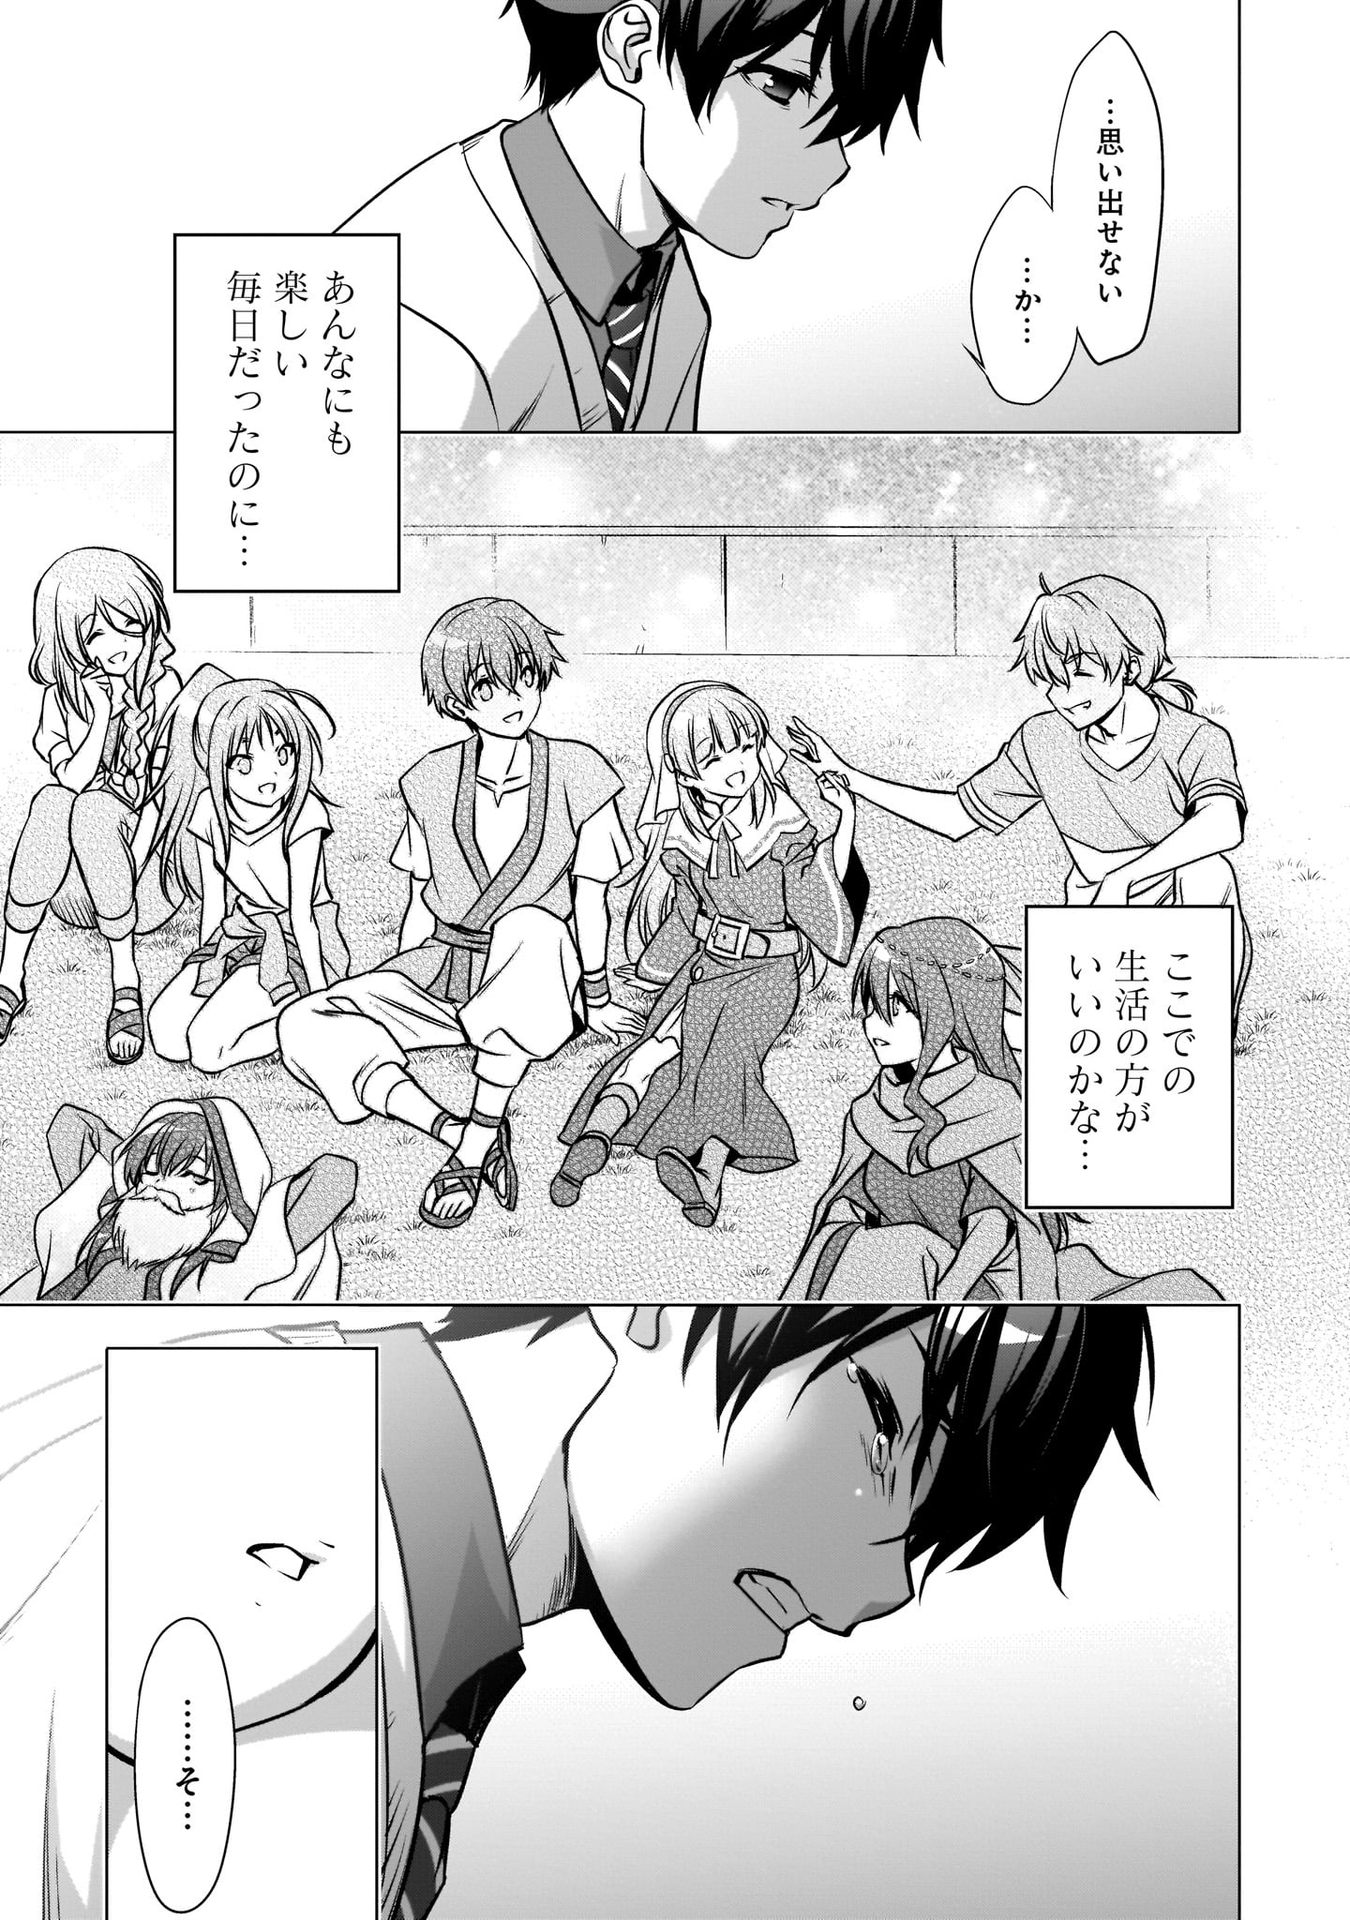 …思い出せない
…か…
あんなにも
楽しい
毎日だったのに…
ここでの
生活の方が
いいのかな…
……そ…